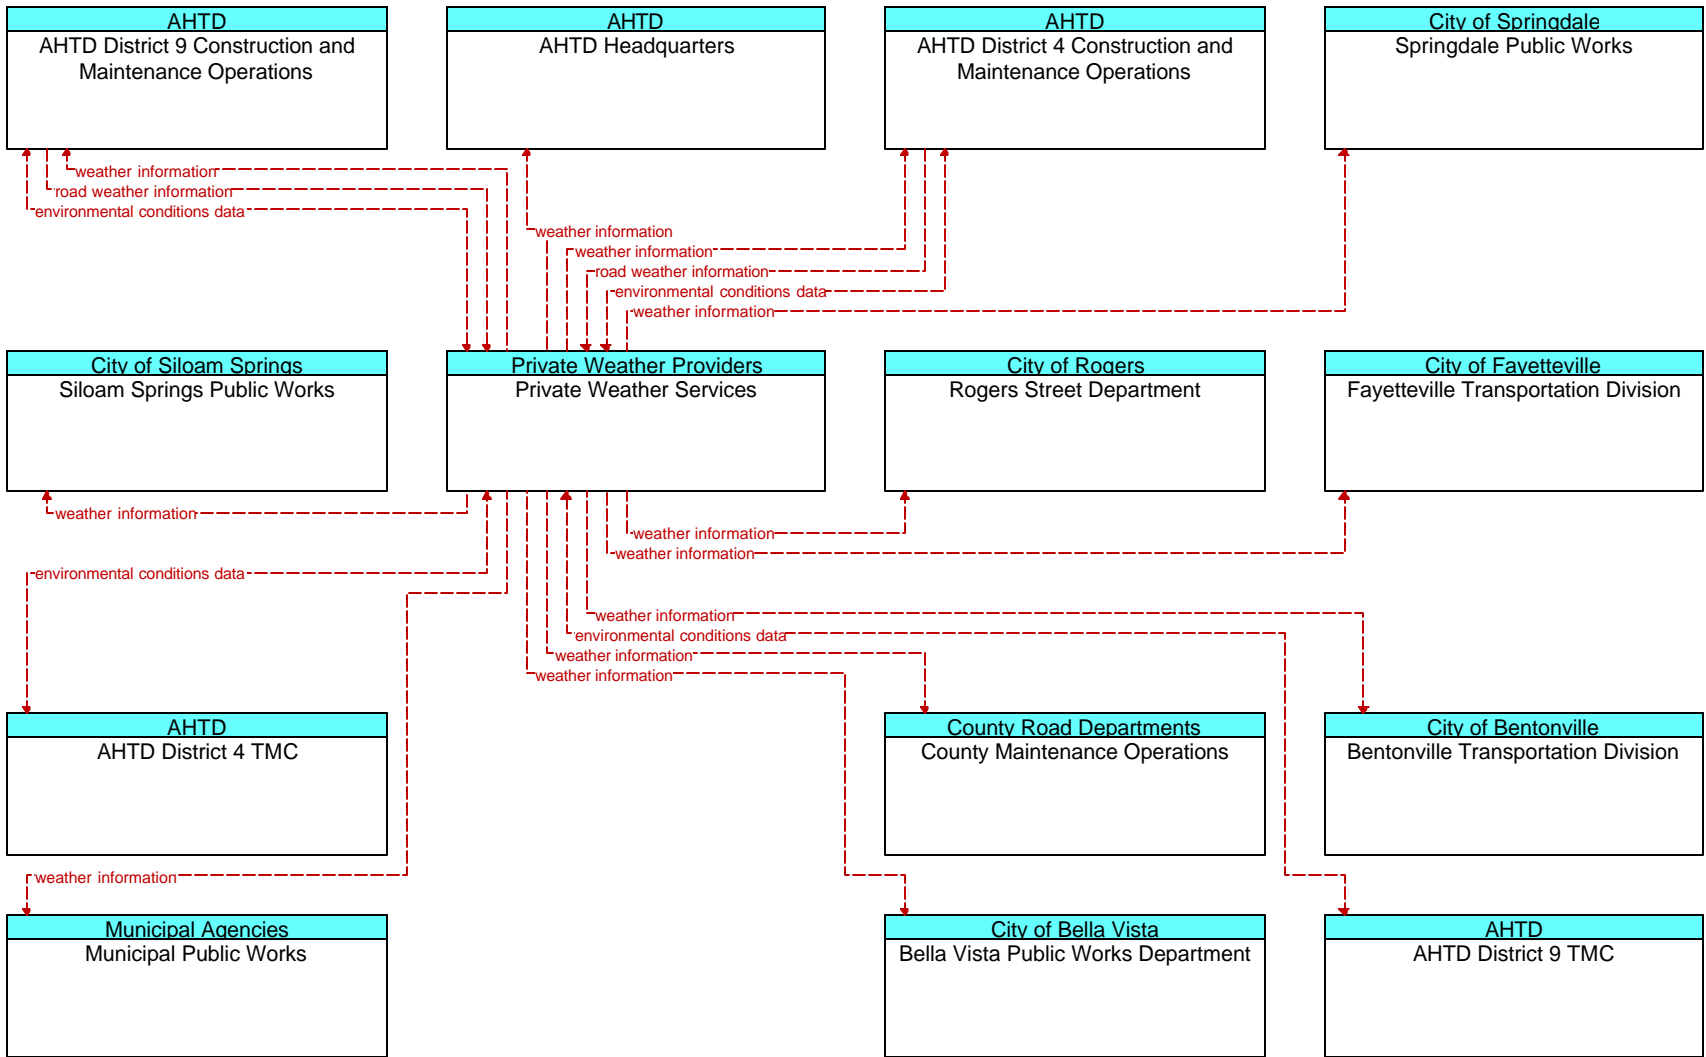 AHTD
AHTD District 9 Construction and
Maintenance Operations
AHTD
AHTD Headquarters
AHTD
AHTD District 4 Construction and
Maintenance Operations
City of Springdale
Springdale Public Works
weather information
road weather information
environmental conditions data
weather information
weather information
road weather information
environmental conditions data
weather information
City of Siloam Springs
Siloam Springs Public Works
Private Weather Providers
Private Weather Services
City of Rogers
Rogers Street Department
City of Fayetteville
Fayetteville Transportation Division
weather information
weather information
weather information
environmental conditions data
weather information
environmental conditions data
weather information
weather information
AHTD
AHTD District 4 TMC
County Road Departments
County Maintenance Operations
City of Bentonville
Bentonville Transportation Division
weather information
Municipal Agencies
Municipal Public Works
City of Bella Vista
Bella Vista Public Works Department
AHTD
AHTD District 9 TMC